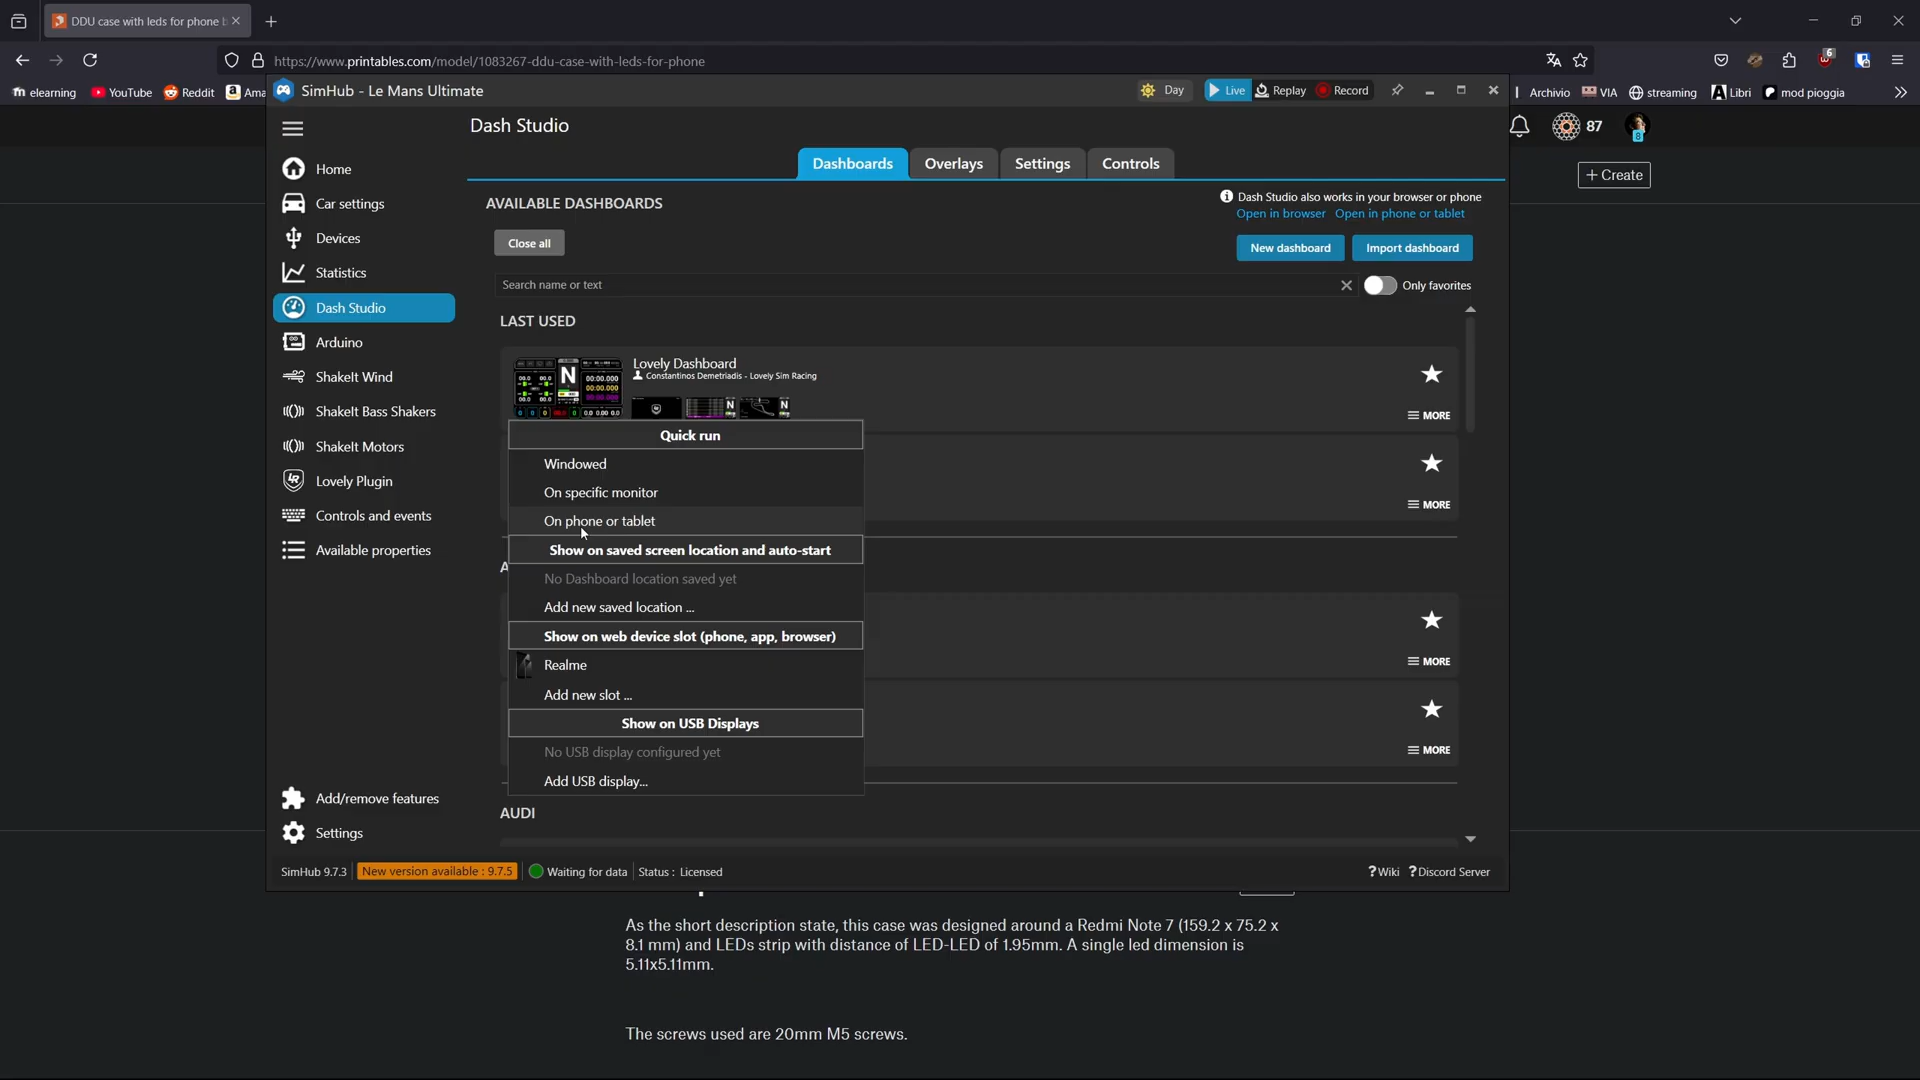 DDU case with leds for phone b
https://www.printables.com/model/1083267-ddu-case-with-leds-for-phone
6
elearning
YouTube
Reddit
Ama
Archivio
VIA
streaming
Libri
mod pioggia
SimHub - Le Mans Ultimate
Day
Live
Replay
Record
87
8
Create
Dash Studio
Dashboards
Overlays
Settings
Controls
Home
Car settings
Devices
Statistics
Dash Studio
Arduino
ShakeIt Wind
ShakeIt Bass Shakers
ShakeIt Motors
Lovely Plugin
Controls and events
Available properties
Add/remove features
Settings
AVAILABLE DASHBOARDS
Dash Studio also works in your browser or phone
Open in browser Open in phone or tablet
Close all
New dashboard
Import dashboard
Search name or text
Only favorites
LAST USED
Lovely Dashboard
Constantinos Demetriadis - Lovely Sim Racing
N
00:00.000
00:00.000
00:00.000
N
N
MORE
Quick run
Windowed
On specific monitor
MORE
On phone or tablet
Show on saved screen location and auto-start
A
No Dashboard location saved yet
Add new saved location ...
Show on web device slot (phone, app, browser)
Realme
MORE
Add new slot ...
Show on USB Displays
No USB display configured yet
MORE
Add USB display...
AUDI
SimHub 9.7.3
New version available : 9.7.5
Waiting for data
Status : Licensed
Wiki
Discord Server
As the short description state, this case was designed around a Redmi Note 7 (159.2 x 75.2 x
8.1 mm) and LEDs strip with distance of LED-LED of 1.95mm. A single led dimension is
5.11x5.11mm.
The screws used are 20mm M5 screws.